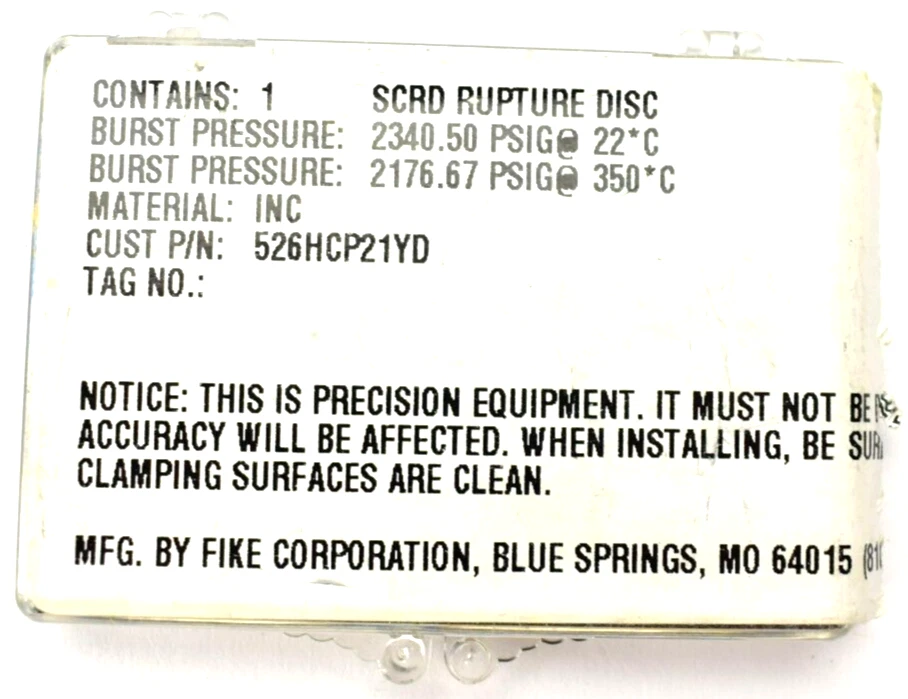 CONTAINS: 1 SCRD RUPTURE DISC
BURST PRESSURE: 2340.50 PSIG@ 22*C
BURST PRESSURE: 2176.67 PSIG@ 350*C
MATERIAL: INC
CUST P/N: 526HCP21YD
TAG NO.:
NOTICE: THIS IS PRECISION EQUIPMENT. IT MUST NOT BE
ACCURACY WILL BE AFFECTED. WHEN INSTALLING, BE
CLAMPING SURFACES ARE CLEAN.
MFG. BY FIKE CORPORATION, BLUE SPRINGS, MO 64015